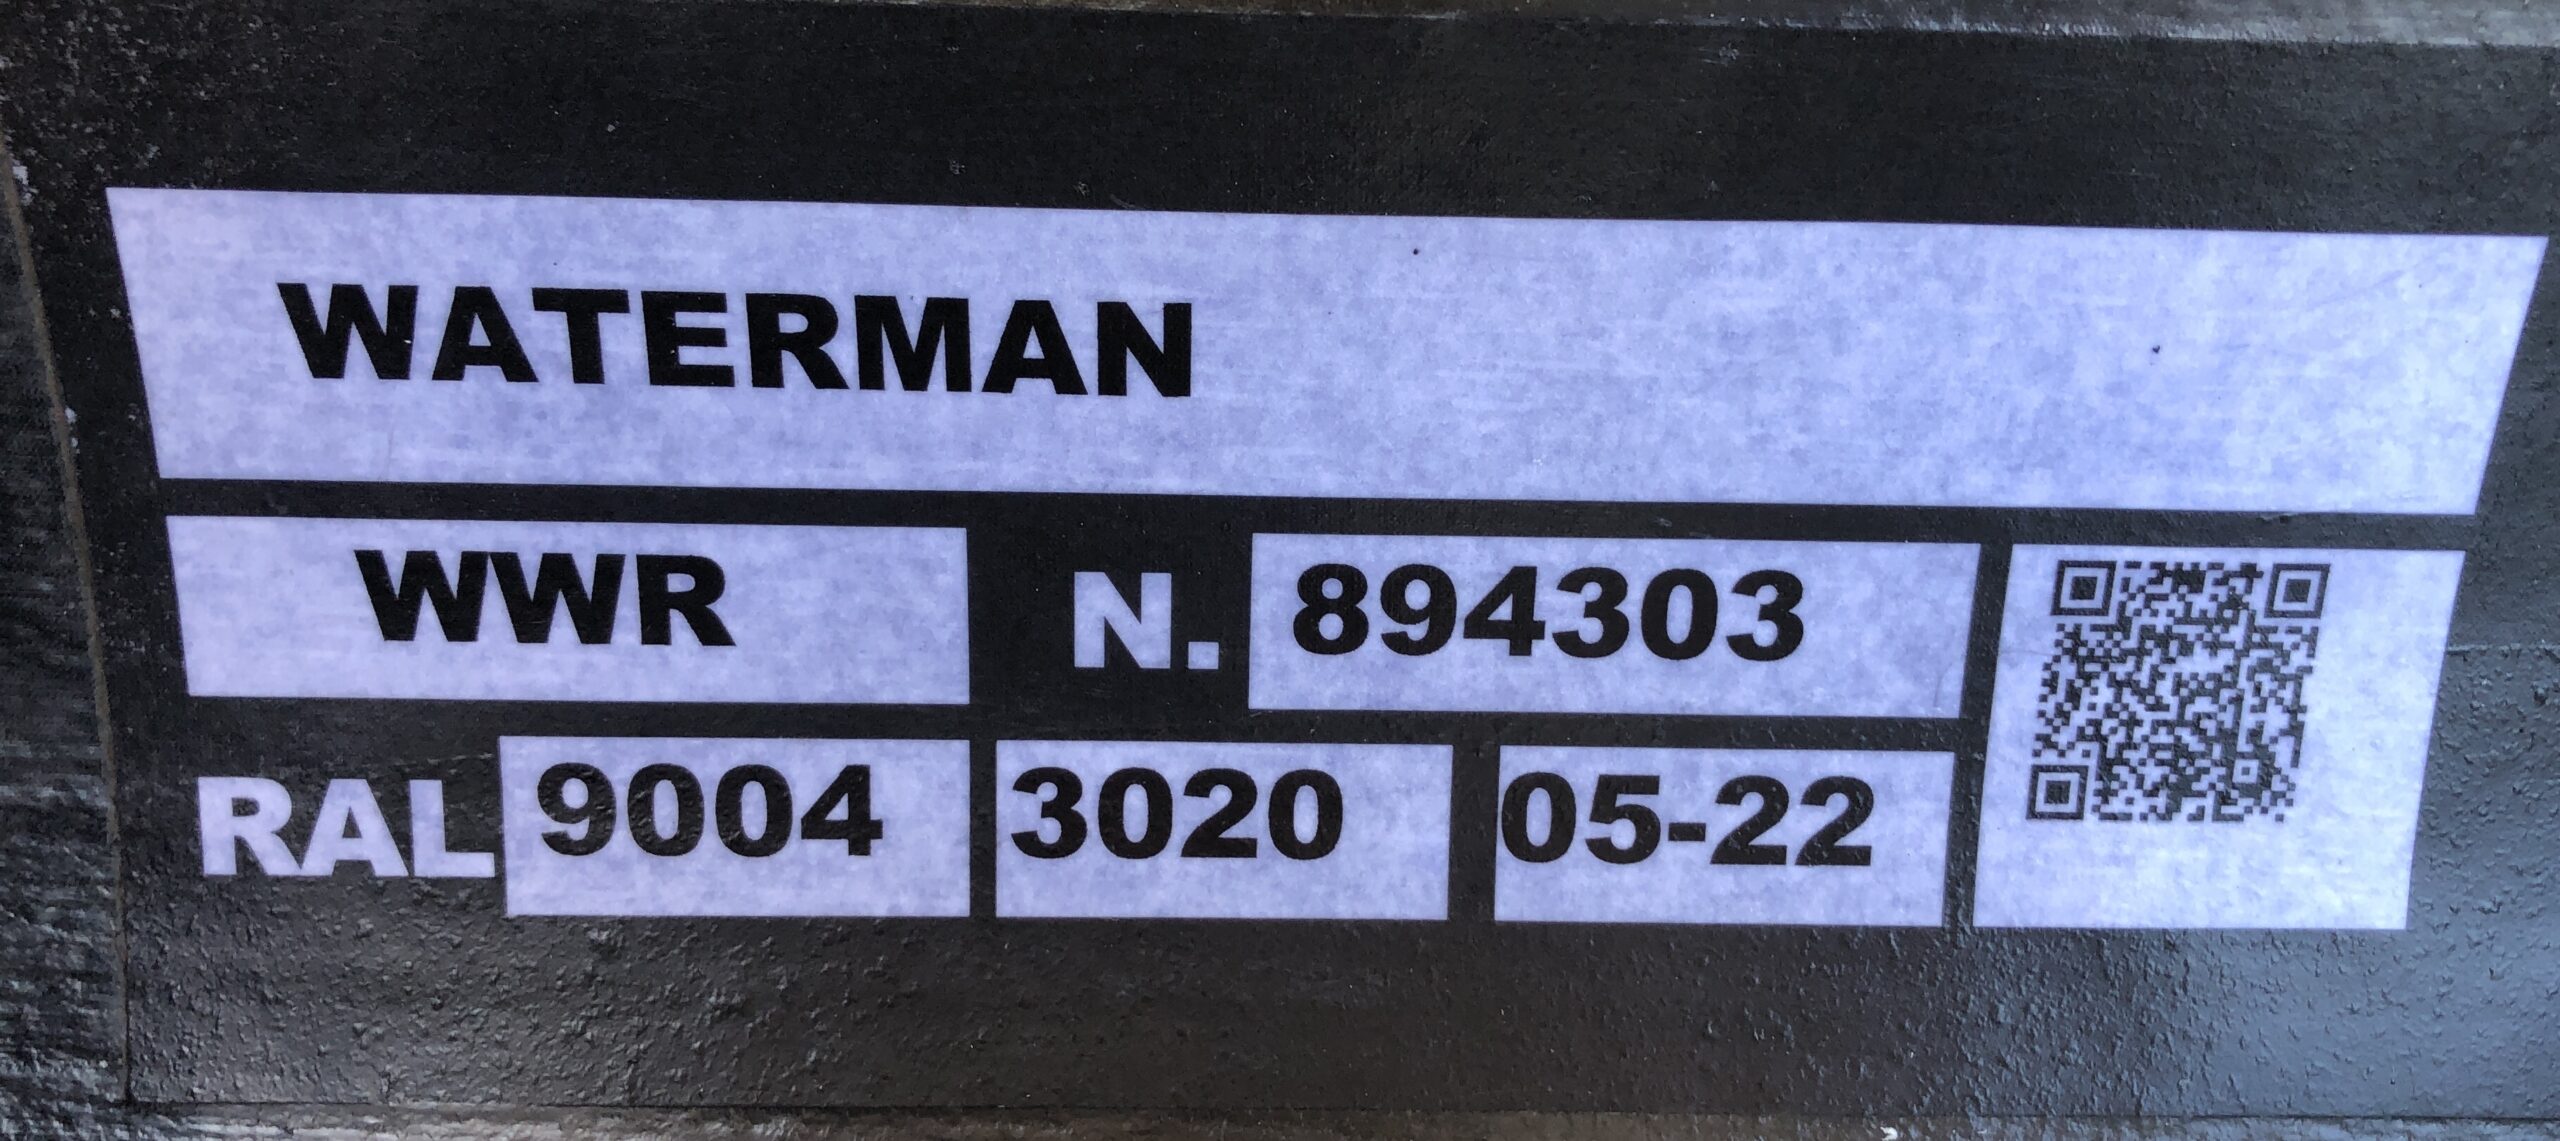 WATERMAN
WWR N. 894303
RAL 9004 3020 05-22